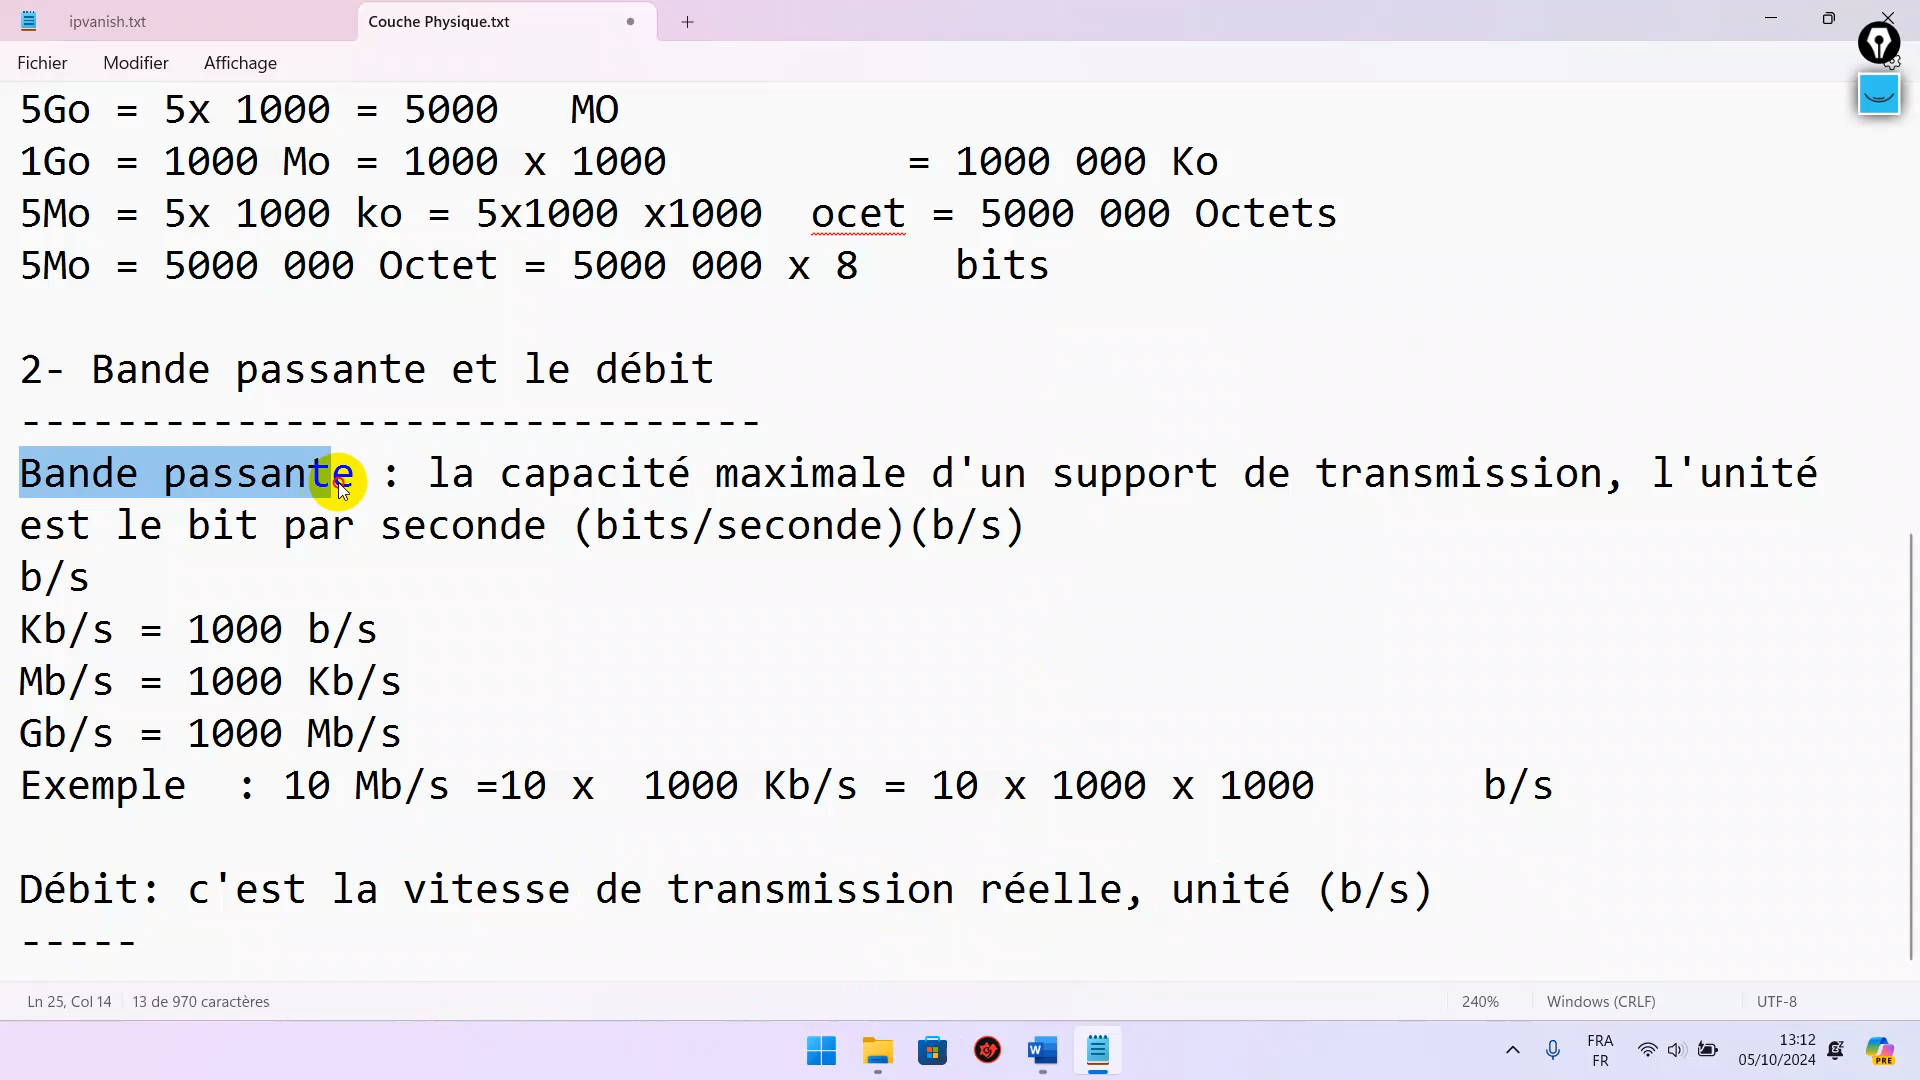 ipvanish.txt
Couche Physique.txt
Fichier Modifier Affichage
5Go = 5x 1000 = 5000 MO
1Go = 1000 Mo = 1000 x 1000 = 1000 000 Ko
5Mo = 5x 1000 ko = 5x1000 x1000 ocet = 5000 000 Octets
5Mo = 5000 000 Octet = 5000 000 x 8 bits
2- Bande passante et le débit
-------------------------------
Bande passante : la capacité maximale d'un support de transmission, l'unité
est le bit par seconde (bits/seconde)(b/s)
b/s
Kb/s = 1000 b/s
Mb/s = 1000 Kb/s
Gb/s = 1000 Mb/s
Exemple : 10 Mb/s =10 x 1000 Kb/s = 10 x 1000 x 1000 b/s
Débit: c'est la vitesse de transmission réelle, unité (b/s)
-----
Ln 25, Col 14 13 de 970 caractères 240% Windows (CRLF) UTF-8
FRA
FR
13:12
05/10/2024
PRE